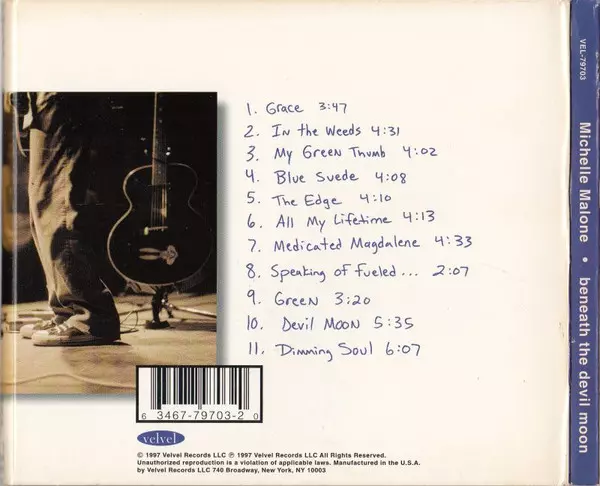 1. Grace 3:47
2. In the Weeds 4:31
3. My Green Thumb 4:02
4. Blue Suede 4:08
5. The Edge 4:10
6. All My Lifetime 4:13
7. Medicated Magdalene 4:33
8. Speaking of Fueled... 2:07
9. Green 3:20
10. Devil Moon 5:35
11. Dimming Soul 6:07
6 3467-79703-2 0
velvel
© 1997 Velvel Records LLC ℗ 1997 Velvel Records LLC All Rights Reserved.
Unauthorized reproduction is a violation of applicable laws. Manufactured in the U.S.A.
by Velvel Records LLC 740 Broadway, New York, NY 10003
VEL-79703
Michelle Malone • beneath the devil moon